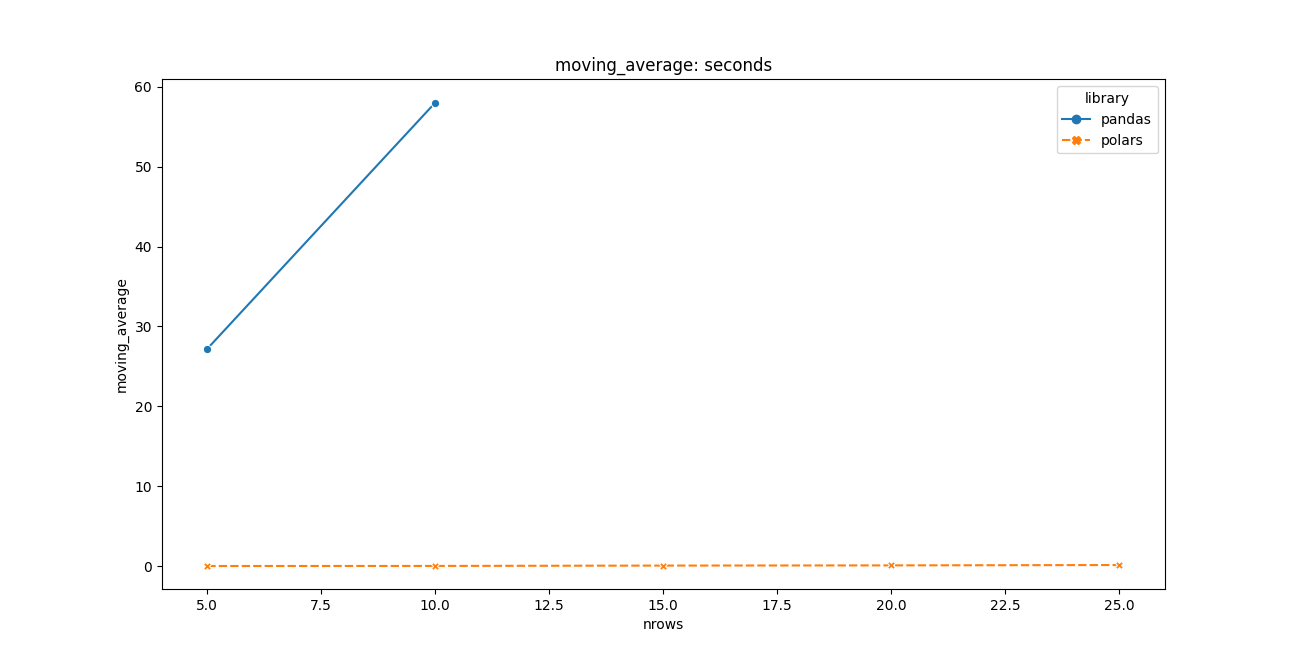 moving_average: seconds
library
pandas
polars
moving_average
60
50
40
30
20
10
0
5.0 7.5 10.0 12.5 15.0 17.5 20.0 22.5 25.0
nrows